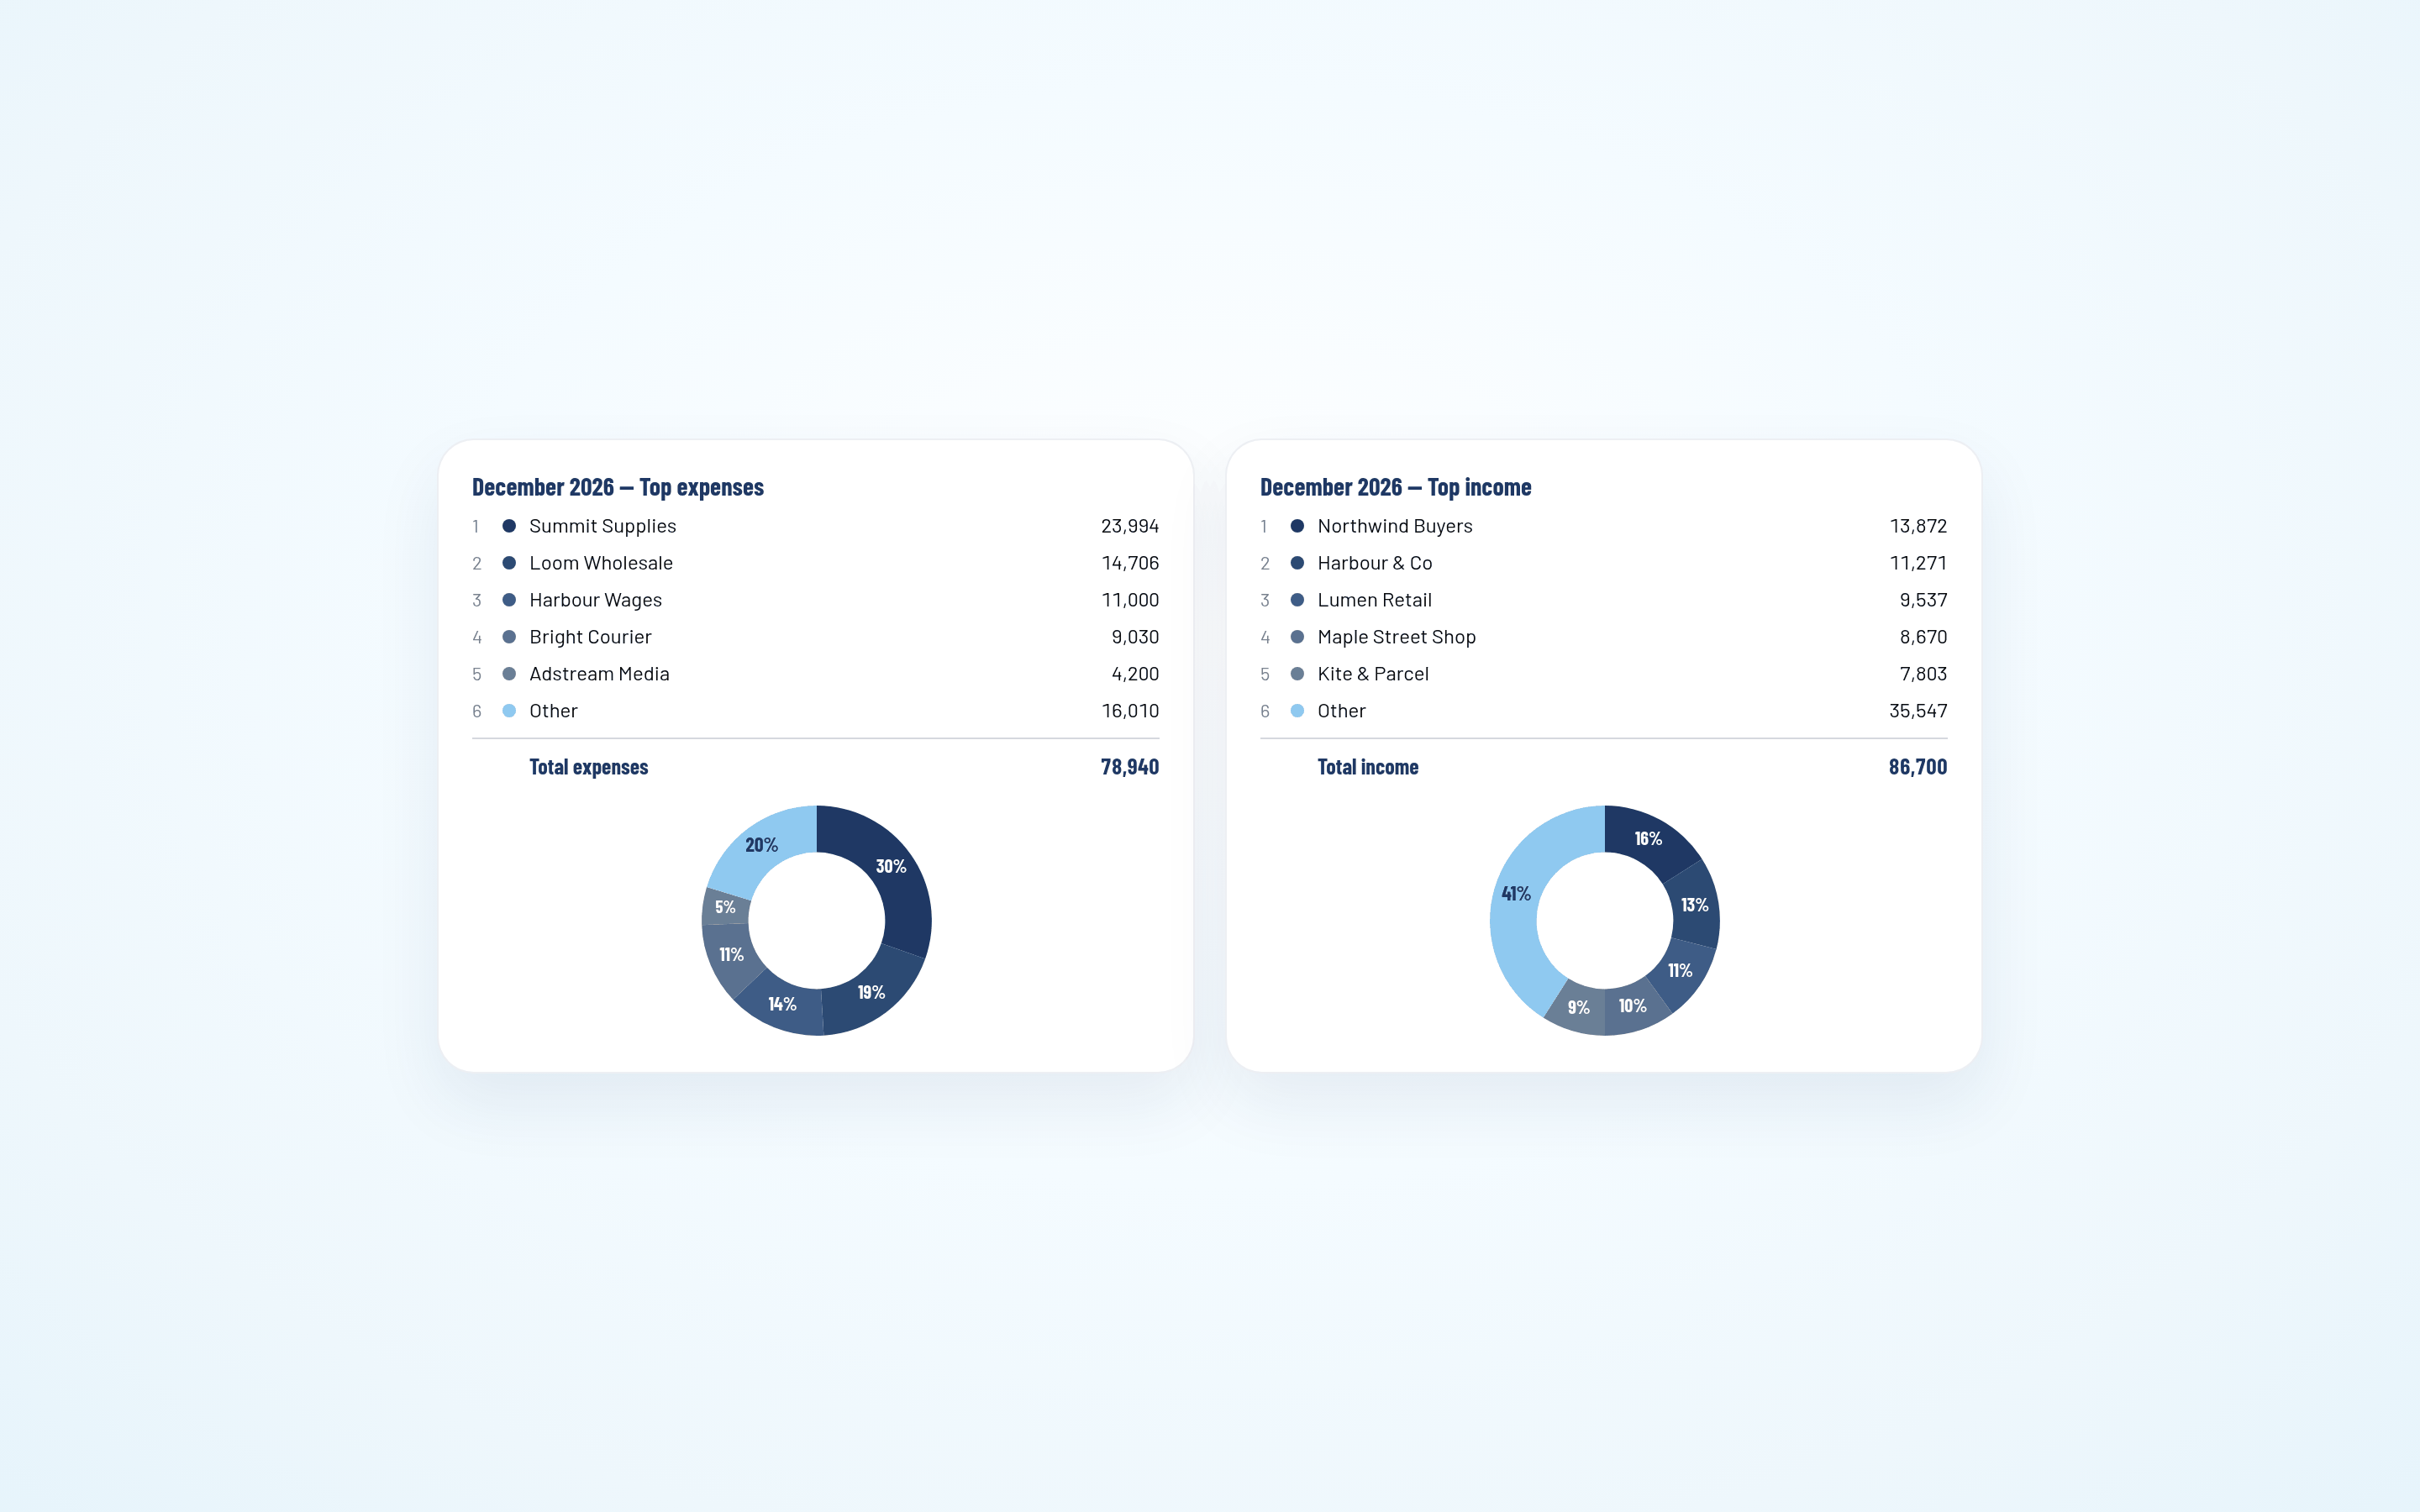 December 2026 — Top expenses
1 Summit Supplies 23,994
2 Loom Wholesale 14,706
3 Harbour Wages 11,000
4 Bright Courier 9,030
5 Adstream Media 4,200
6 Other 16,010
Total expenses 78,940
20%
30%
5%
11%
19%
14%
December 2026 — Top income
1 Northwind Buyers 13,872
2 Harbour & Co 11,271
3 Lumen Retail 9,537
4 Maple Street Shop 8,670
5 Kite & Parcel 7,803
6 Other 35,547
Total income 86,700
16%
41%
13%
11%
9%
10%